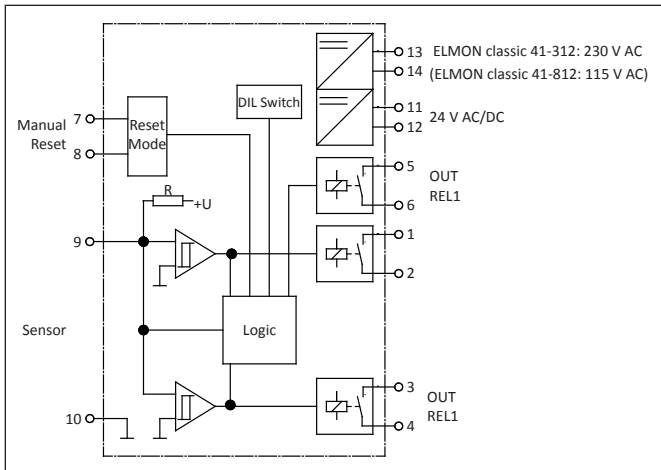 13 ELMON classic 41-312: 230 V AC
14 (ELMON classic 41-812: 115 V AC)
DIL Switch
11 24 V AC/DC
12
Manual Reset
7
8
Reset Mode
5 OUT
6 REL1
R
+U
9
1
2
Sensor
Logic
3 OUT
4 REL1
10